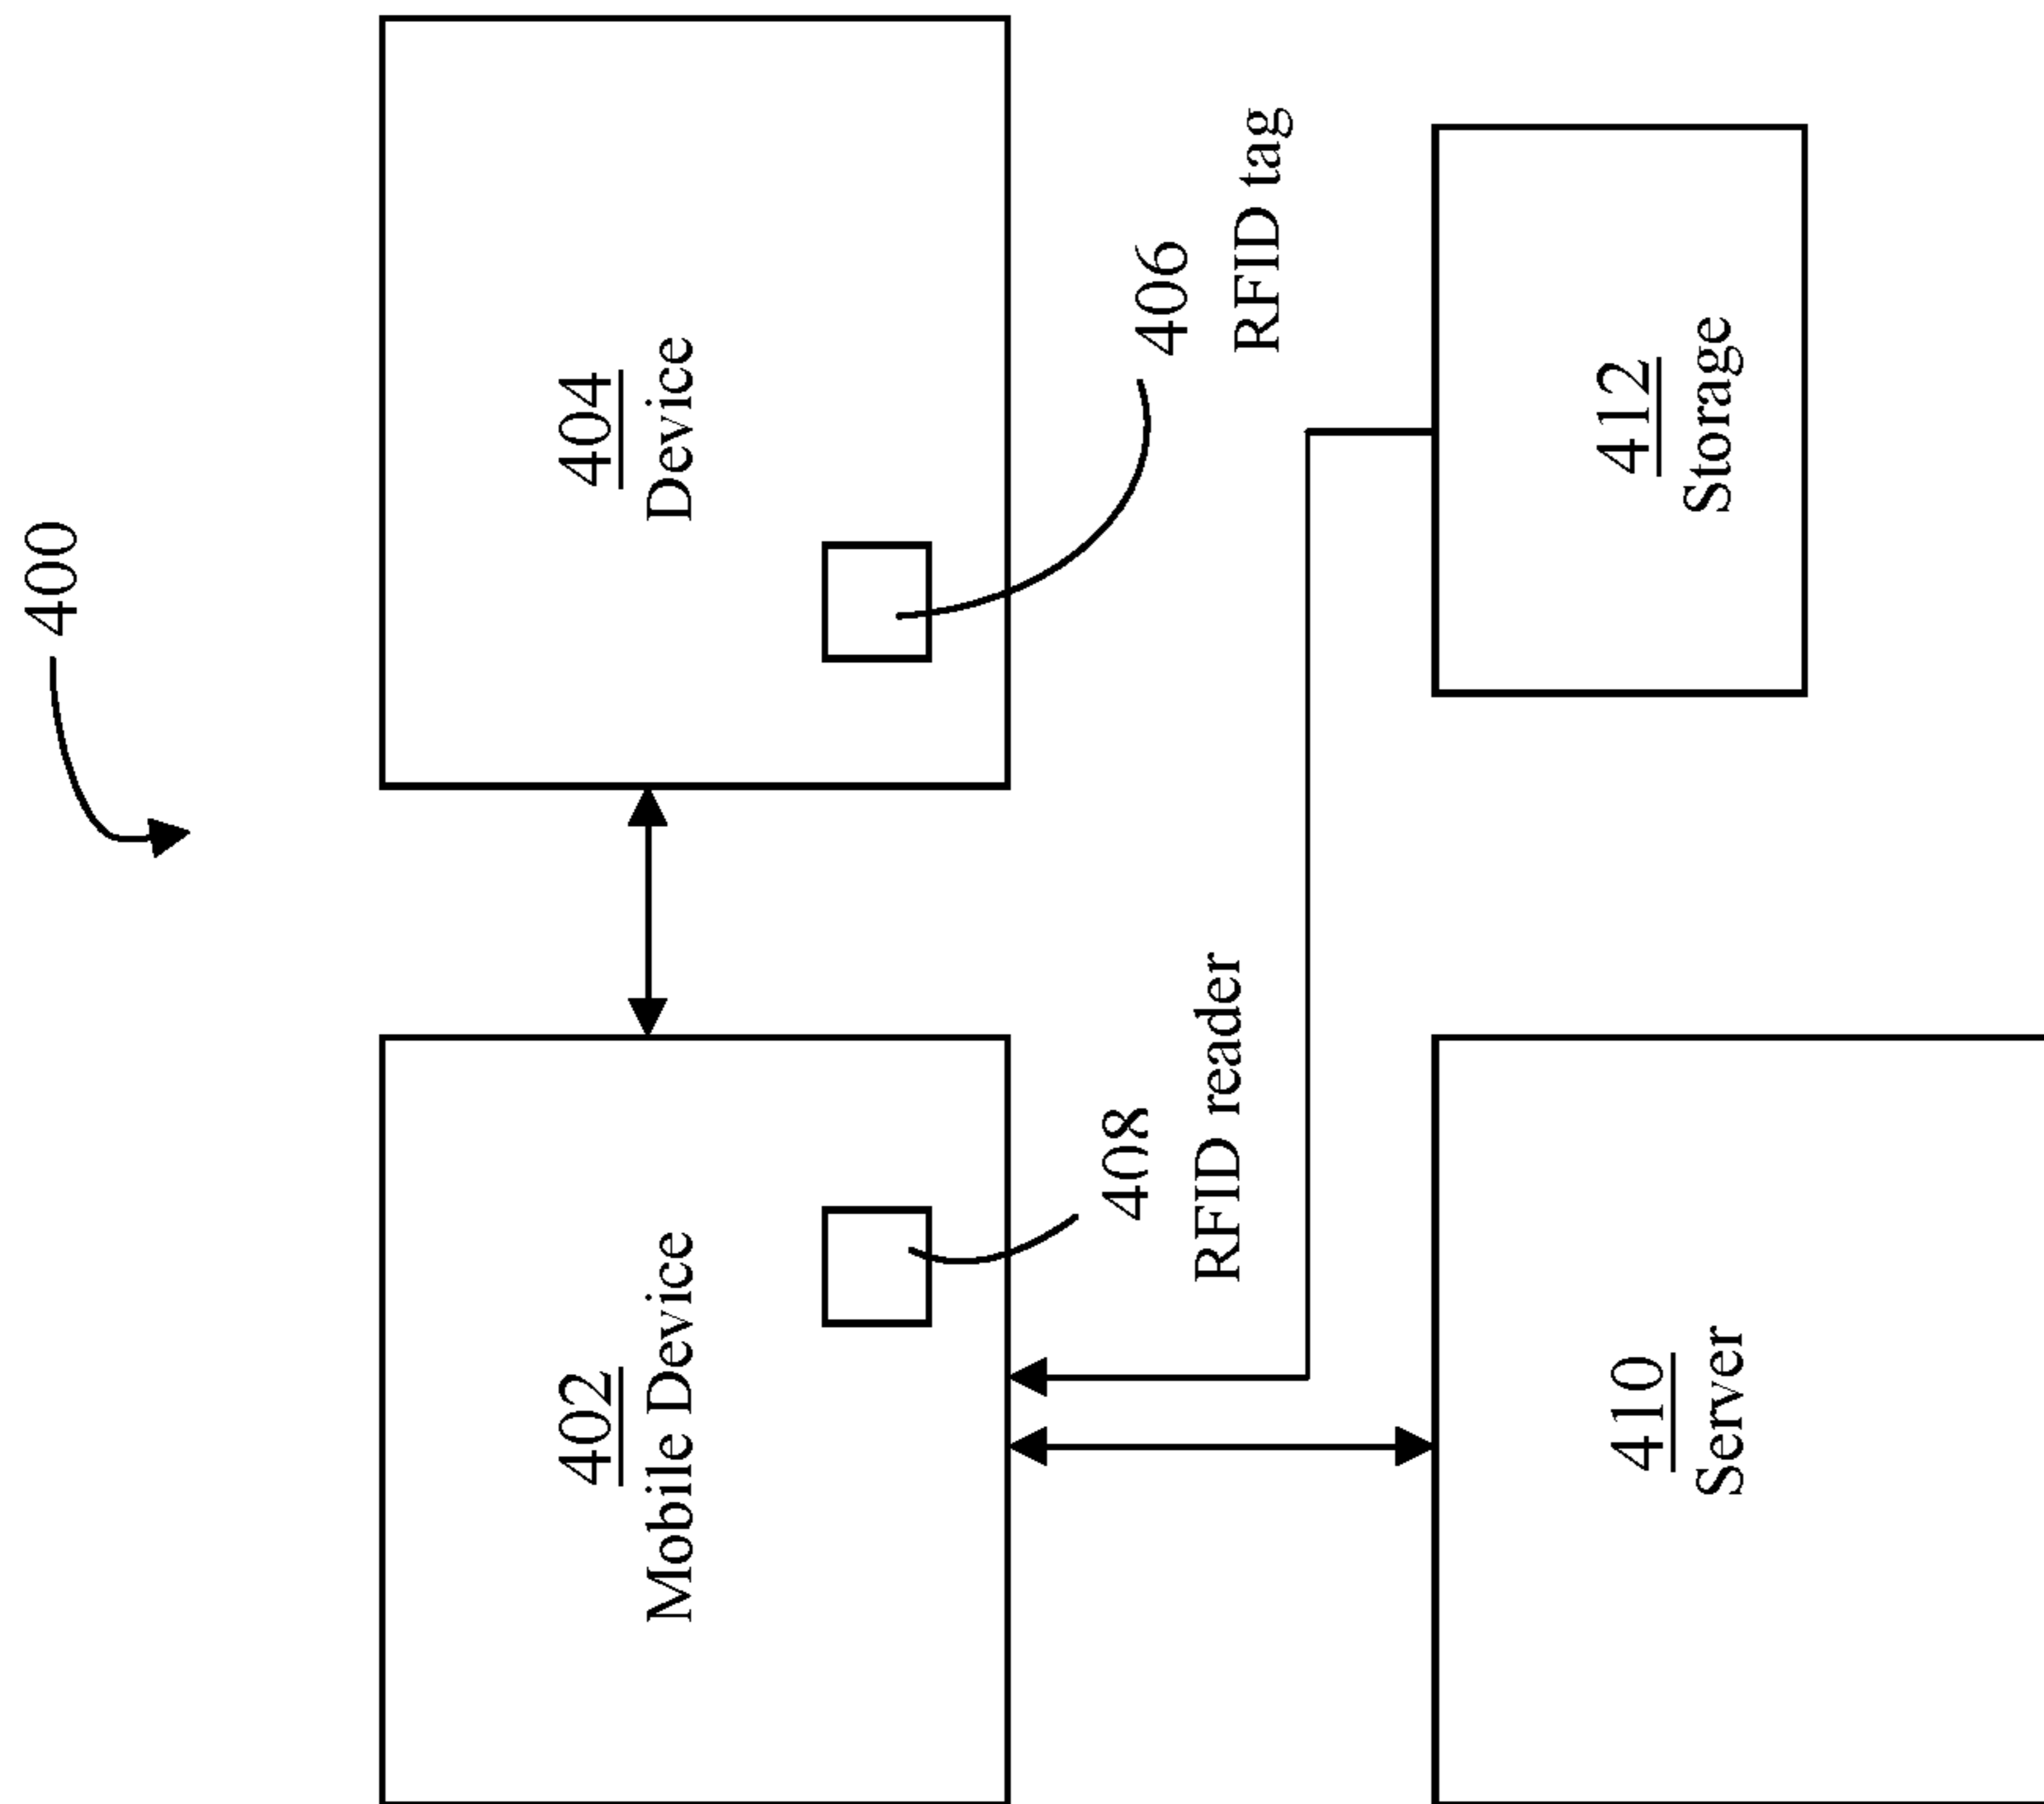 400
402
Mobile Device
404
Device
408
RFID reader
406
RFID tag
410
Server
412
Storage